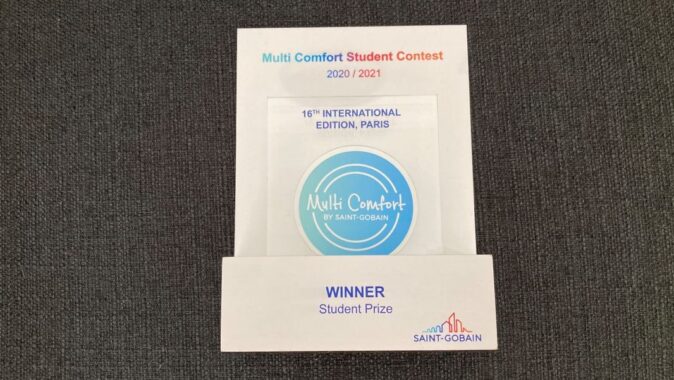 Multi Comfort Student Contest
2020 / 2021
16TH INTERNATIONAL
EDITION, PARIS
Multi Comfort
BY SAINT-GOBAIN
WINNER
Student Prize
SAINT-GOBAIN